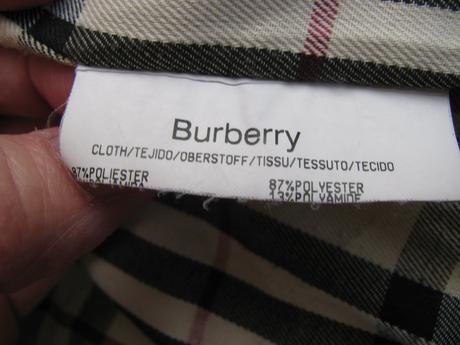 Burberry
CLOTH/TEJIDO/OBERSTOFF/TISSU/TESSUTO/TECIDO
87%POLIESTER 87%POLYESTER
13%POLYAMIDE